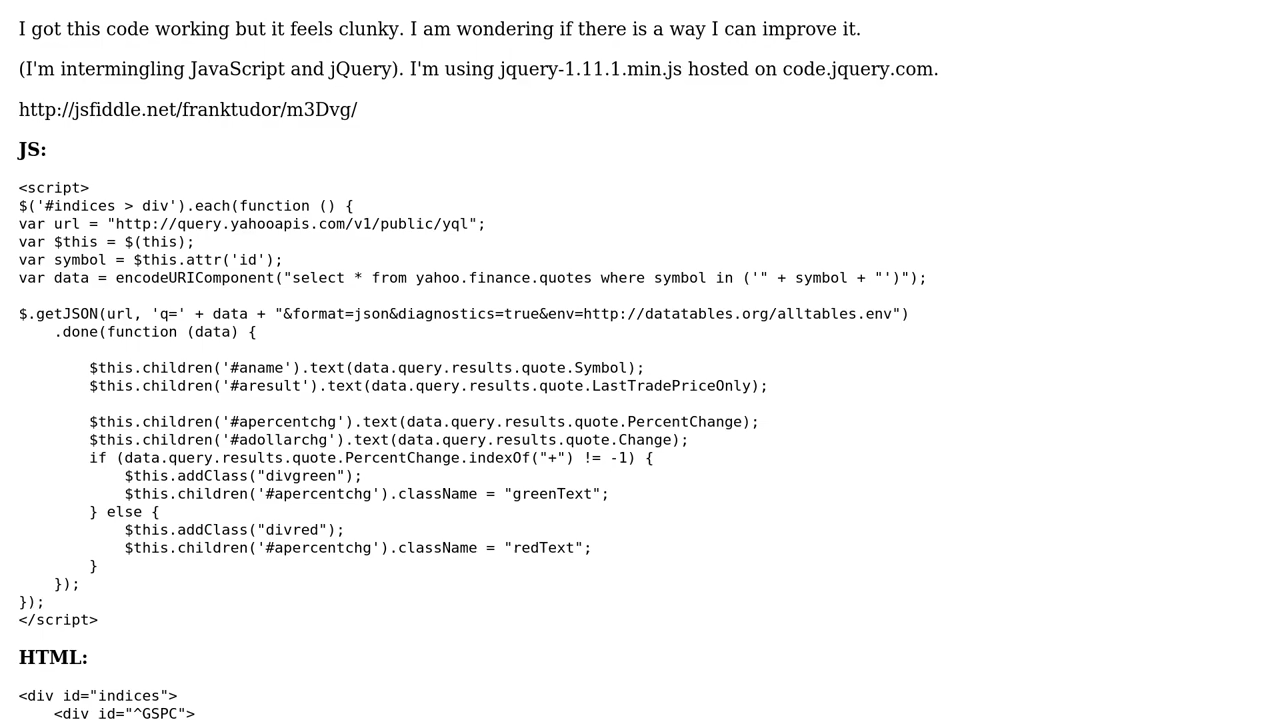 I got this code working but it feels clunky. I am wondering if there is a way I can improve it.
(I'm intermingling JavaScript and jQuery). I'm using jquery-1.11.1.min.js hosted on code.jquery.com.
http://jsfiddle.net/franktudor/m3Dvg/
JS:
<script>
$('#indices > div').each(function () {
var url = "http://query.yahooapis.com/v1/public/yql";
var $this = $(this);
var symbol = $this.attr('id');
var data = encodeURIComponent("select * from yahoo.finance.quotes where symbol in ('" + symbol + "')");
$.getJSON(url, 'q=' + data + "&format=json&diagnostics=true&env=http://datatables.org/alltables.env")
    .done(function (data) {
        $this.children('#aname').text(data.query.results.quote.Symbol);
        $this.children('#aresult').text(data.query.results.quote.LastTradePriceOnly);
        $this.children('#apercentchg').text(data.query.results.quote.PercentChange);
        $this.children('#adollarchg').text(data.query.results.quote.Change);
        if (data.query.results.quote.PercentChange.indexOf("+") != -1) {
            $this.addClass("divgreen");
            $this.children('#apercentchg').className = "greenText";
        } else {
            $this.addClass("divred");
            $this.children('#apercentchg').className = "redText";
        }
    });
});
</script>
HTML:
<div id="indices">
    <div id="^GSPC">